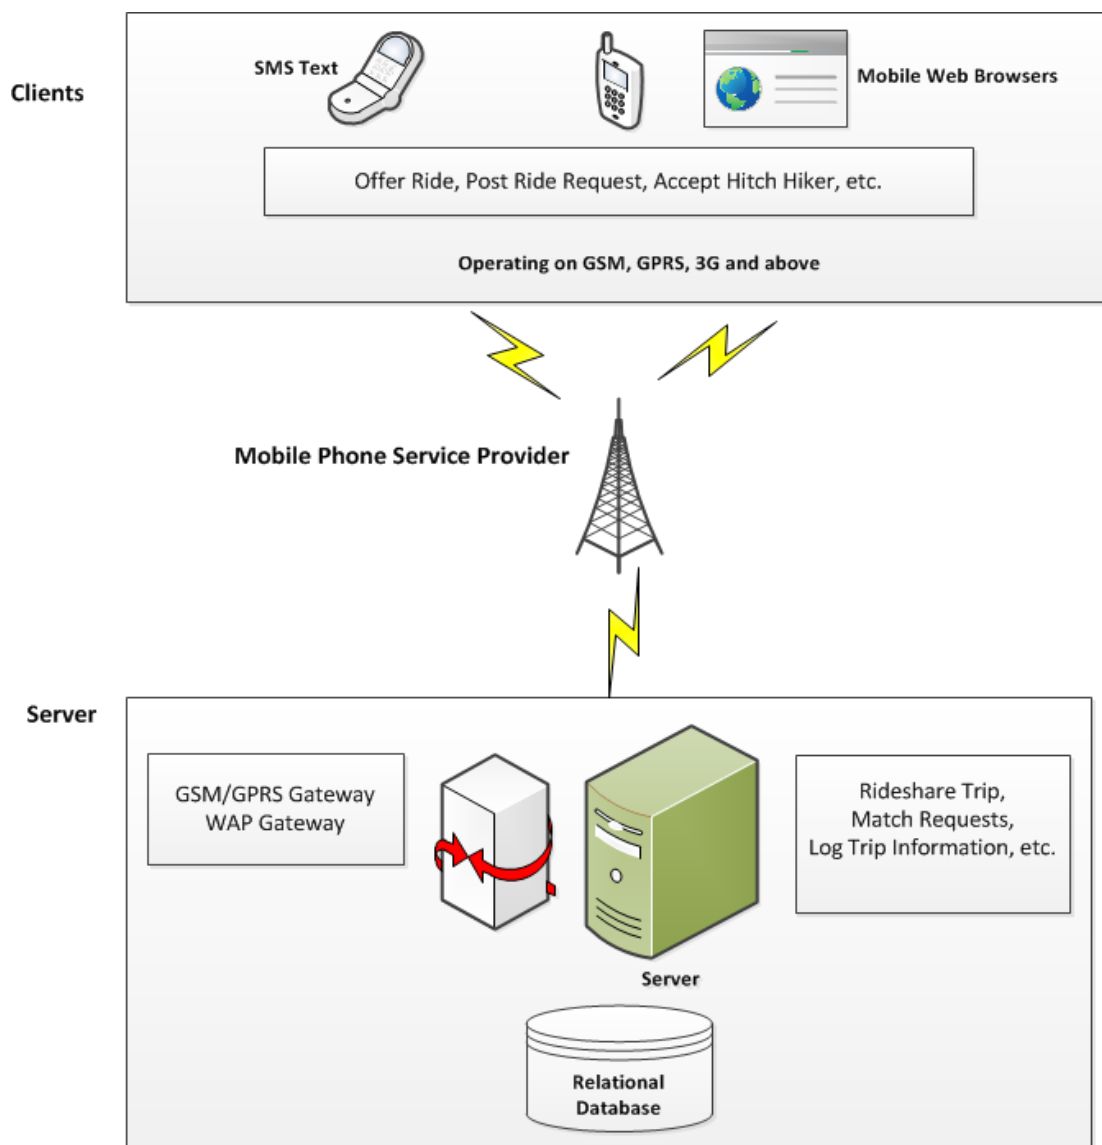 Clients
SMS Text
Mobile Web Browsers
Offer Ride, Post Ride Request, Accept Hitch Hiker, etc.
Operating on GSM, GPRS, 3G and above
Mobile Phone Service Provider
Server
GSM/GPRS Gateway
WAP Gateway
Rideshare Trip,
Match Requests,
Log Trip Information, etc.
Server
Relational
Database